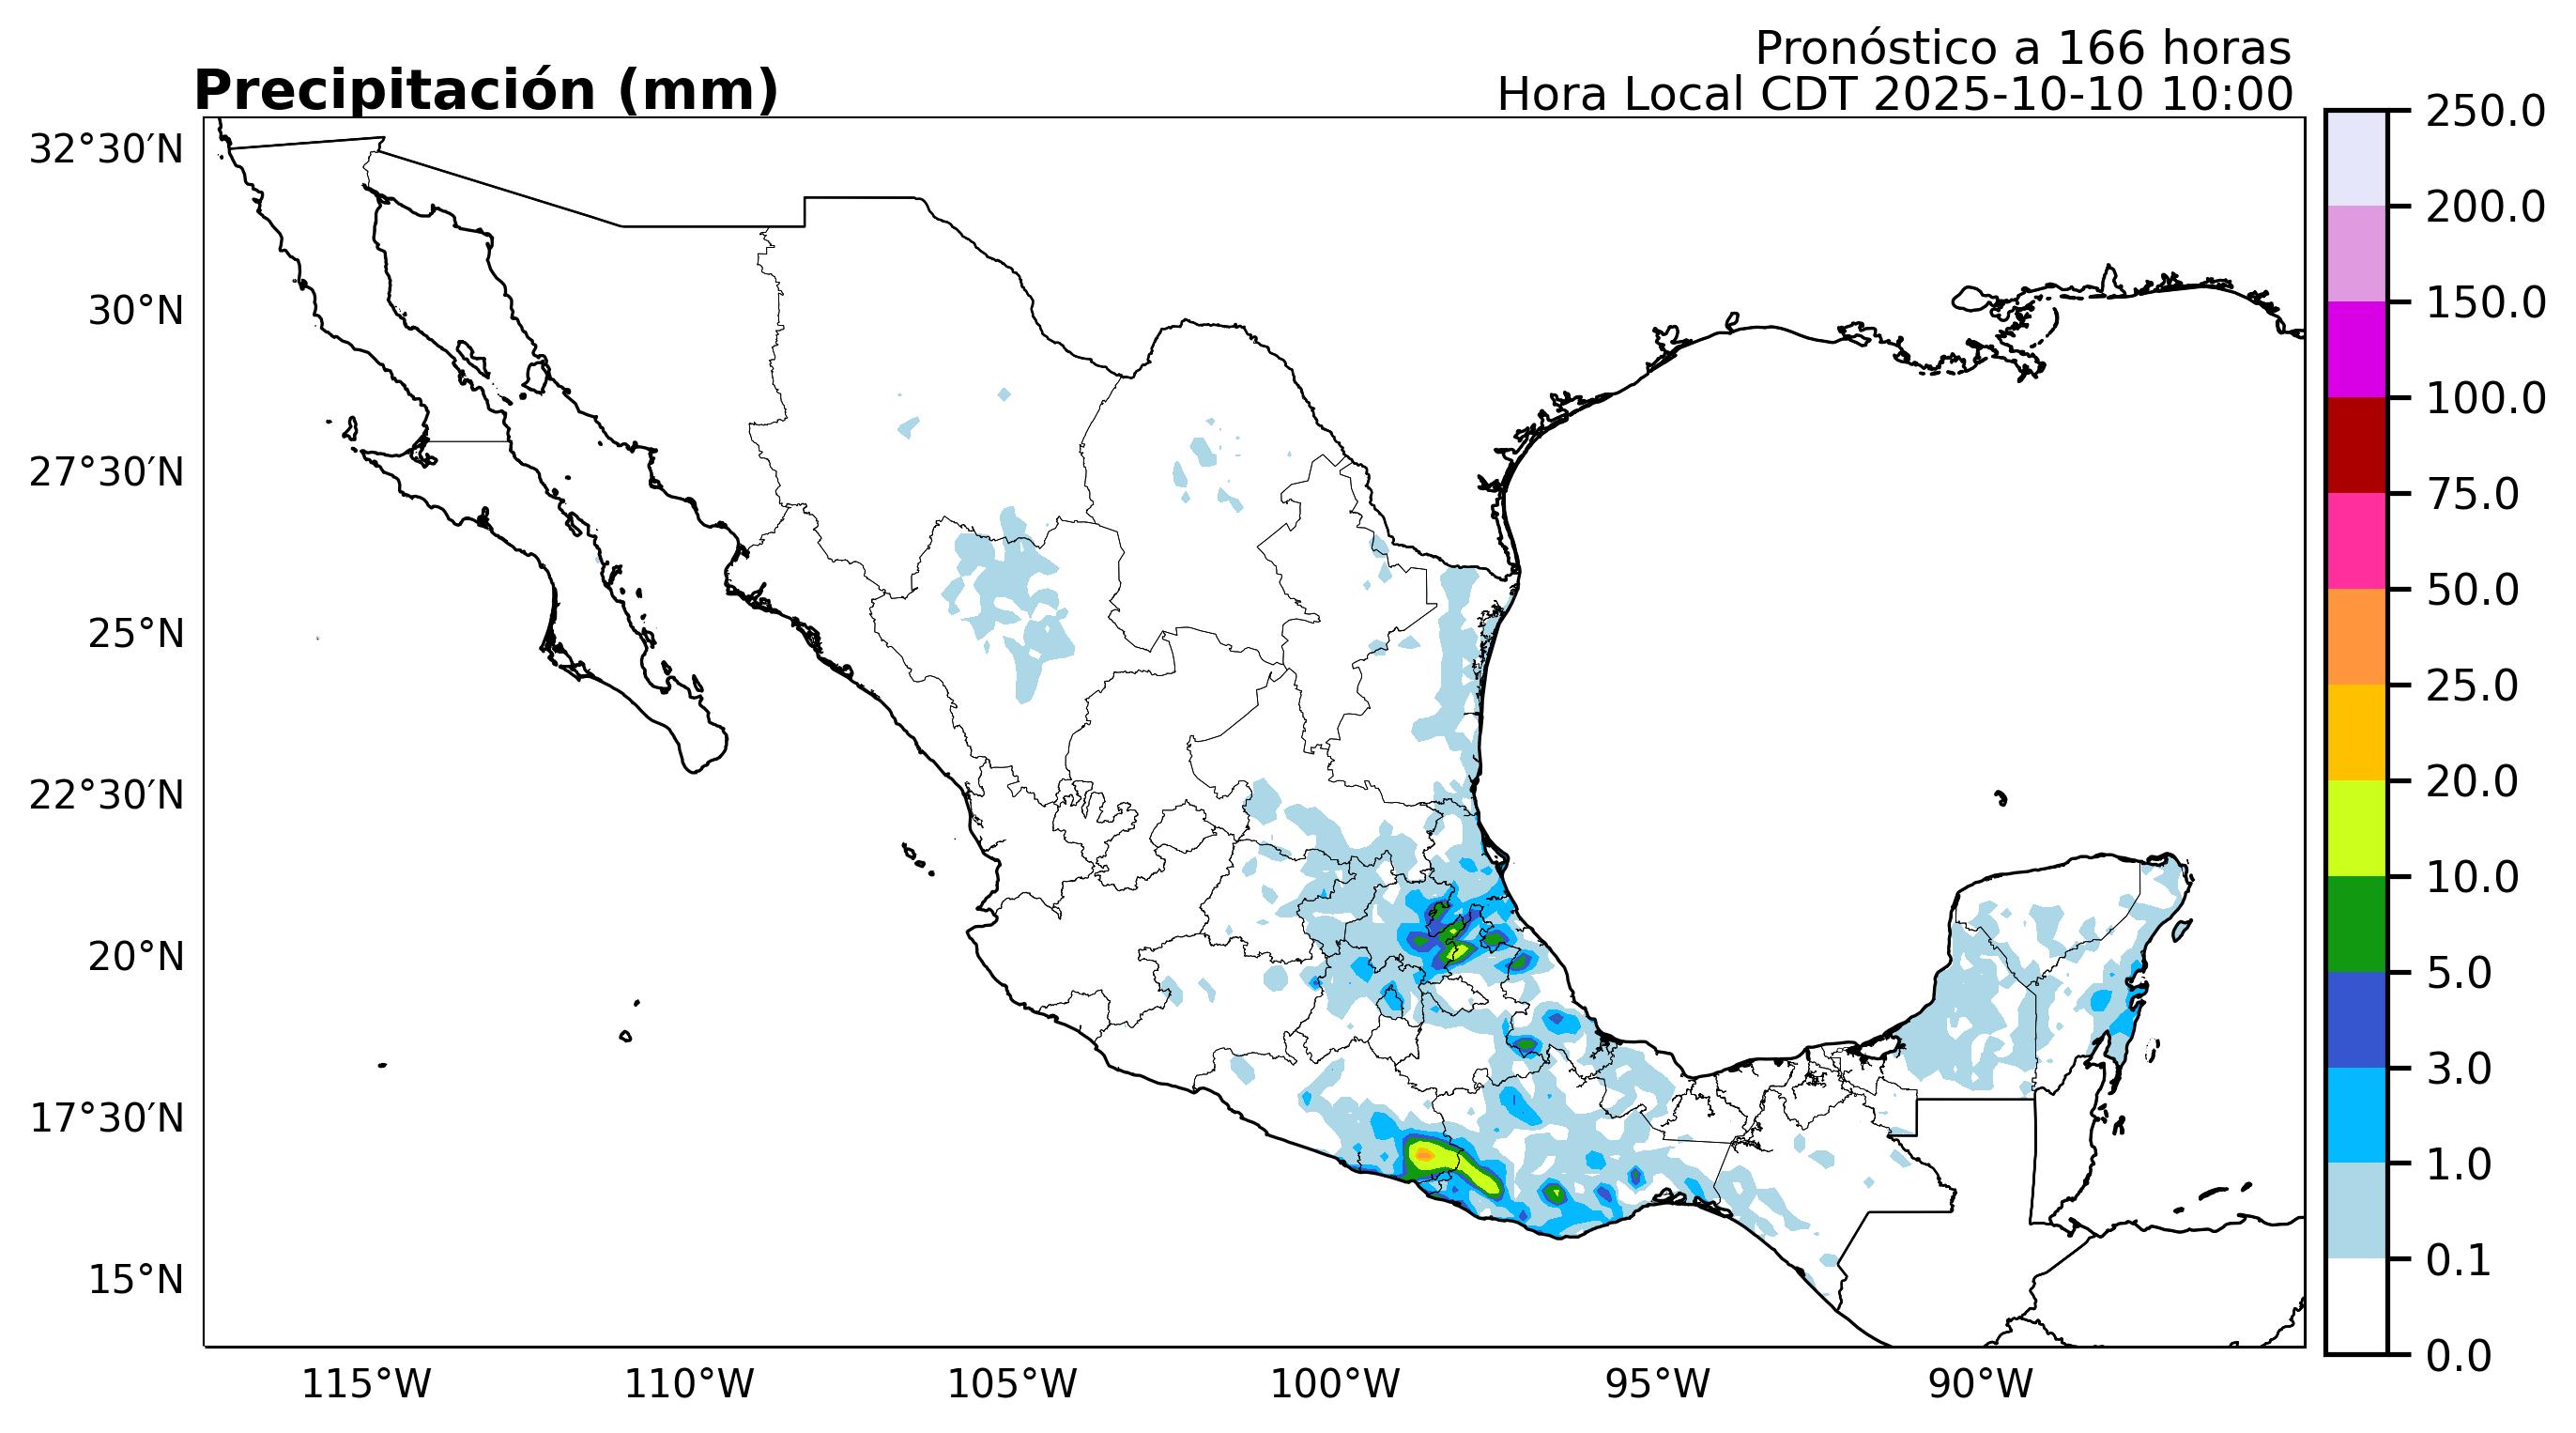 Pronóstico a 166 horas
Precipitación (mm)
Hora Local CDT 2025-10-10 10:00
32°30′N
30°N
27°30′N
25°N
22°30′N
20°N
17°30′N
15°N
115°W
110°W
105°W
100°W
95°W
90°W
250.0
200.0
150.0
100.0
75.0
50.0
25.0
20.0
10.0
5.0
3.0
1.0
0.1
0.0